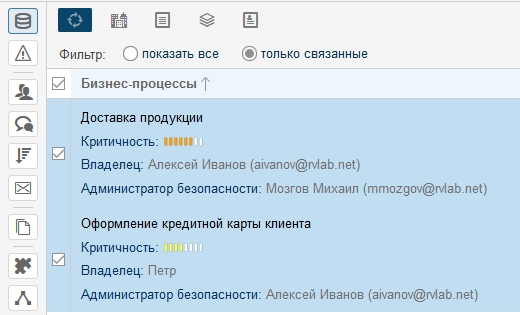 Фильтр: показать все только связанные
Бизнес-процессы
Доставка продукции
Критичность:
Владелец: Алексей Иванов (aivanov@rvlab.net)
Администратор безопасности: Мозгов Михаил (mmozgov@rvlab.net)
Оформление кредитной карты клиента
Критичность:
Владелец: Петр
Администратор безопасности: Алексей Иванов (aivanov@rvlab.net)